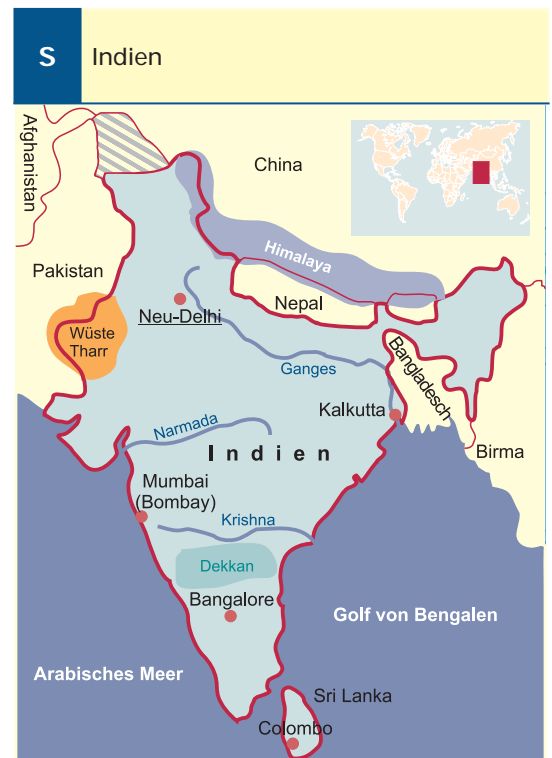 S
Indien
Afghanistan
China
Himalaya
Pakistan
Nepal
Neu-Delhi
Wüste
Tharr
Ganges
Bangladesch
Kalkutta
Narmada
Indien
Birma
Mumbai
(Bombay)
Krishna
Dekkan
Bangalore
Golf von Bengalen
Arabisches Meer
Sri Lanka
Colombo